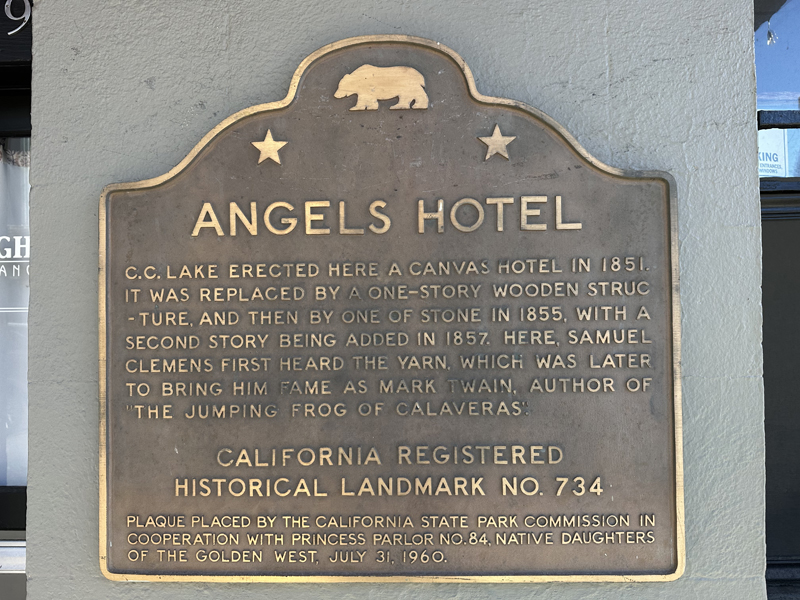 9
GH
ANC
KING
ANGELS HOTEL
C.C. LAKE ERECTED HERE A CANVAS HOTEL IN 1851.
IT WAS REPLACED BY A ONE-STORY WOODEN STRUC
-TURE, AND THEN BY ONE OF STONE IN 1855, WITH A
SECOND STORY BEING ADDED IN 1857. HERE, SAMUEL
CLEMENS FIRST HEARD THE YARN, WHICH WAS LATER
TO BRING HIM FAME AS MARK TWAIN, AUTHOR OF
"THE JUMPING FROG OF CALAVERAS".
CALIFORNIA REGISTERED
HISTORICAL LANDMARK NO. 734
PLAQUE PLACED BY THE CALIFORNIA STATE PARK COMMISSION IN
COOPERATION WITH PRINCESS PARLOR NO. 84, NATIVE DAUGHTERS
OF THE GOLDEN WEST, JULY 31, 1960.